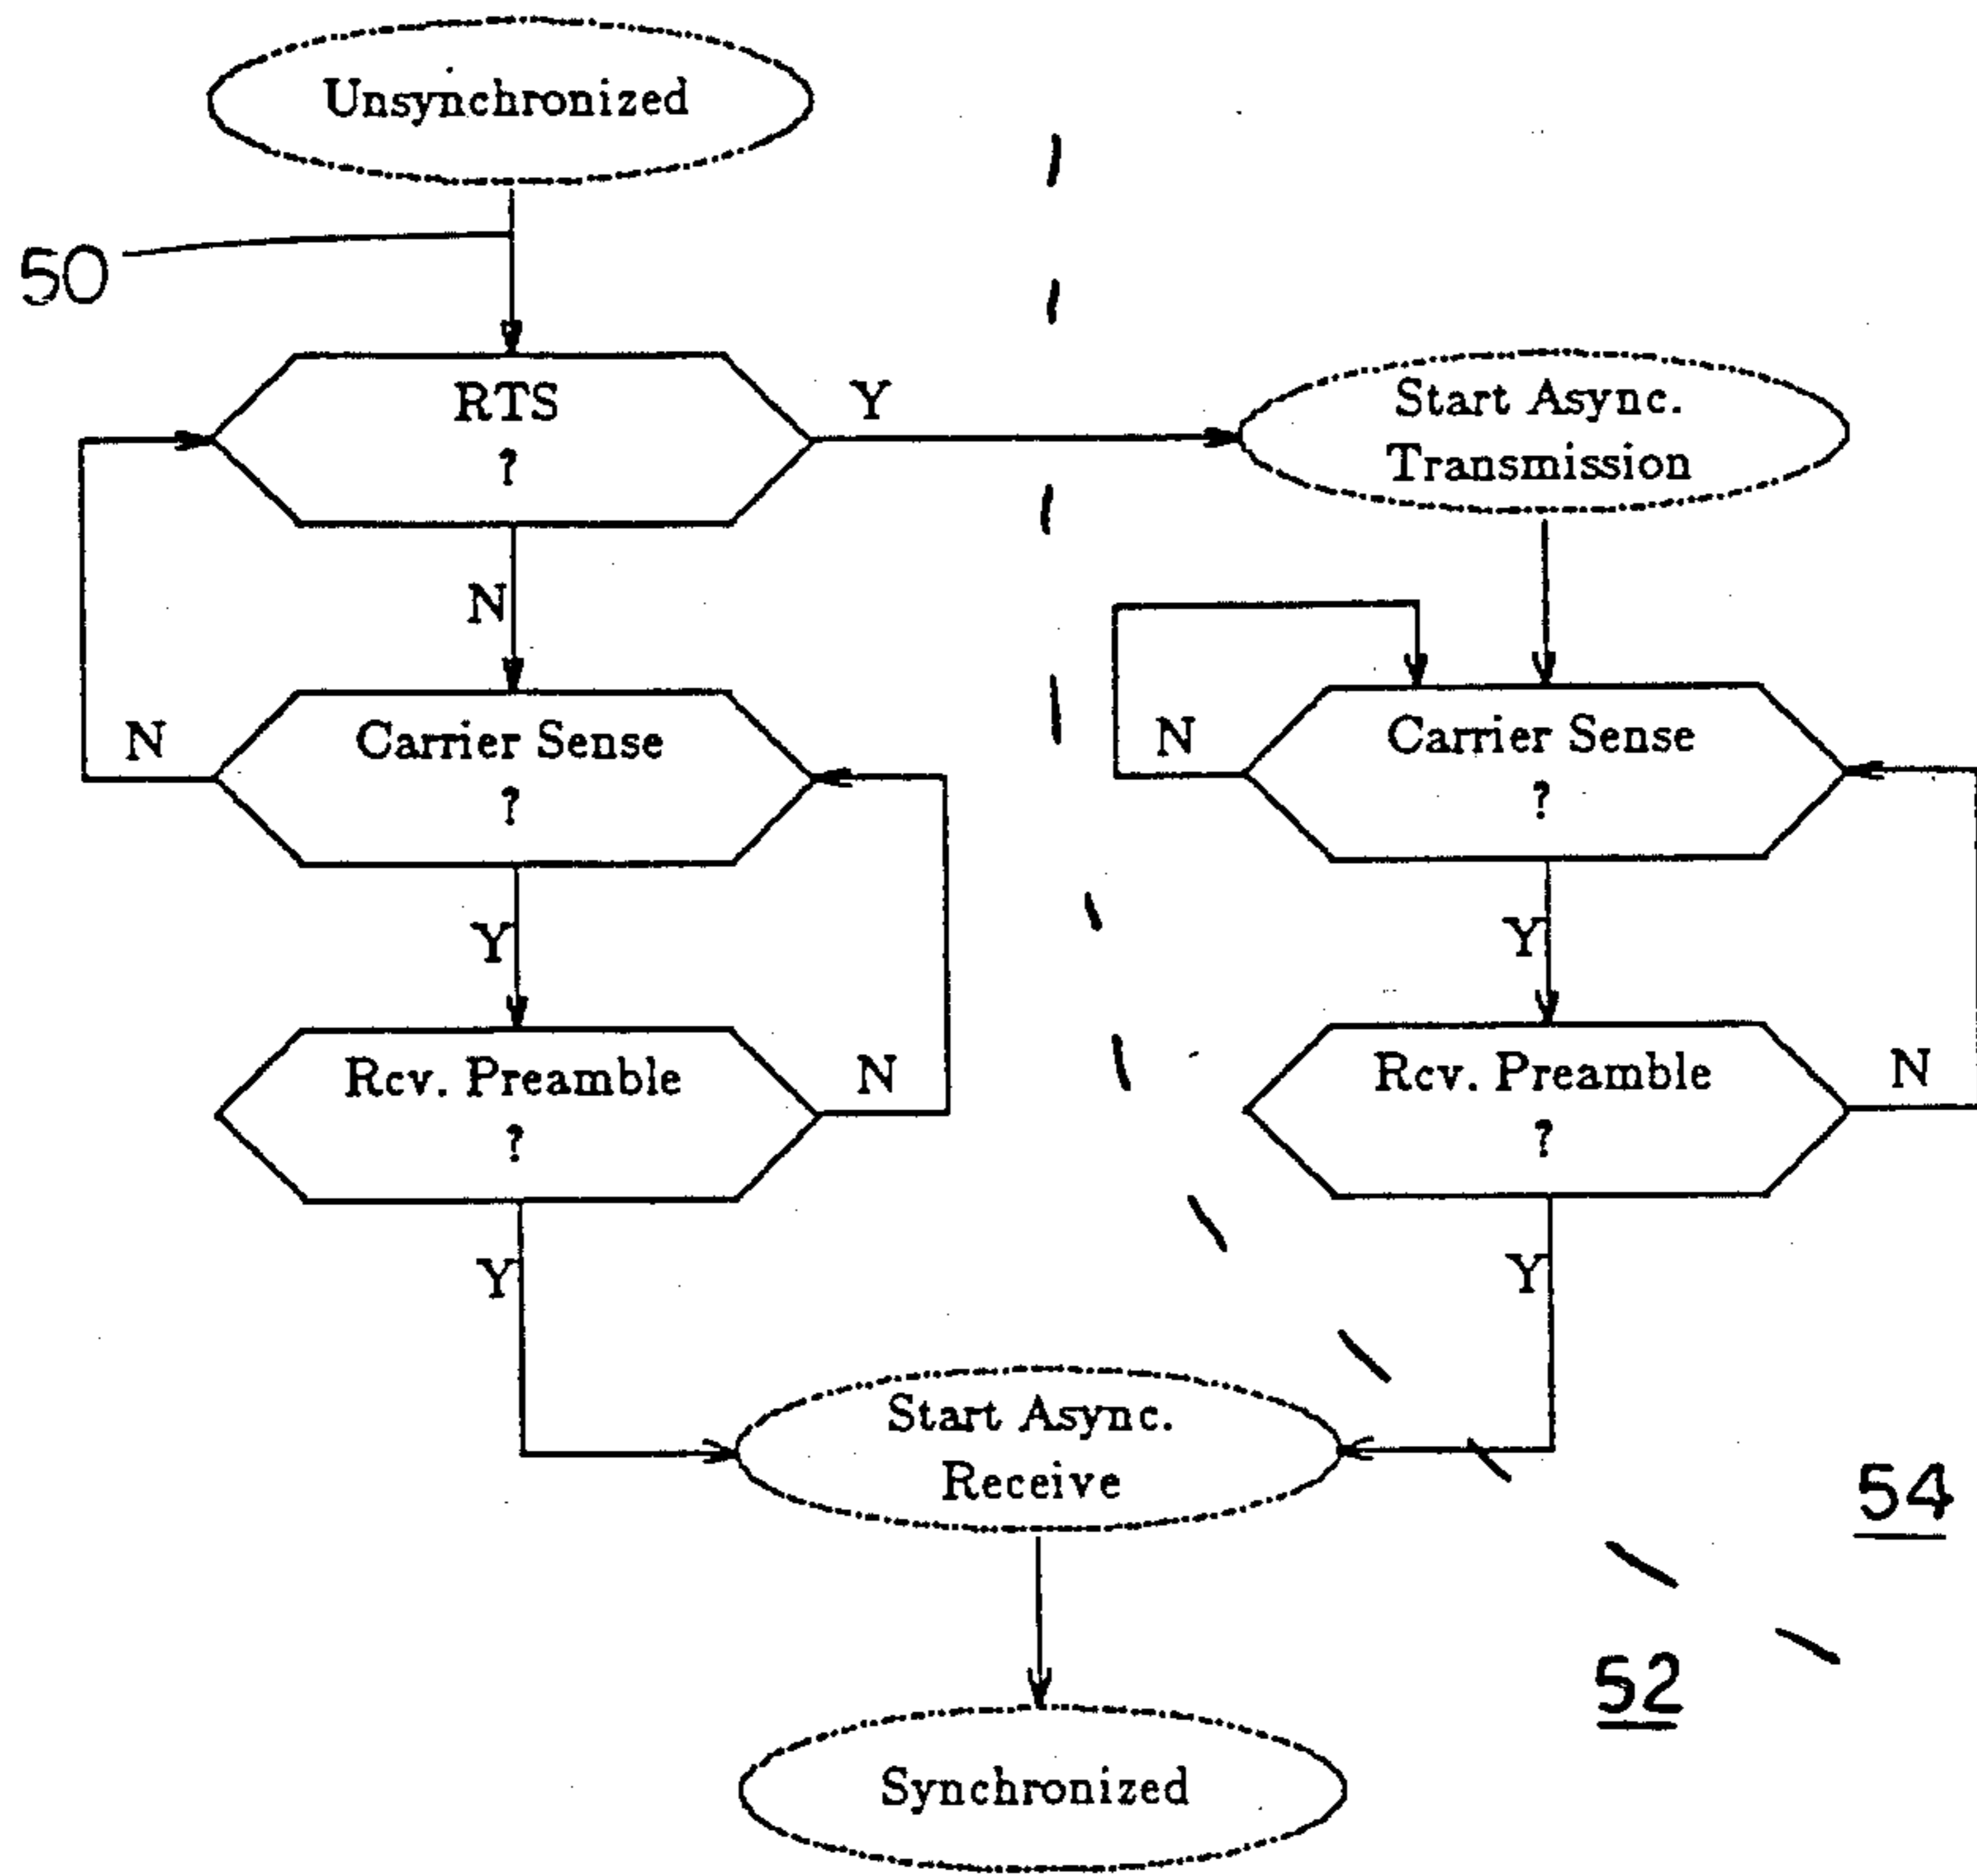 Unsynchronized
50
RTS
?
Y
Start Async.
Transmission
N
N
Carrier Sense
?
N
Carrier Sense
?
Y
Y
Rcv. Preamble
?
N
Rcv. Preamble
?
N
Y
Y
Start Async.
Receive
54
52
Synchronized